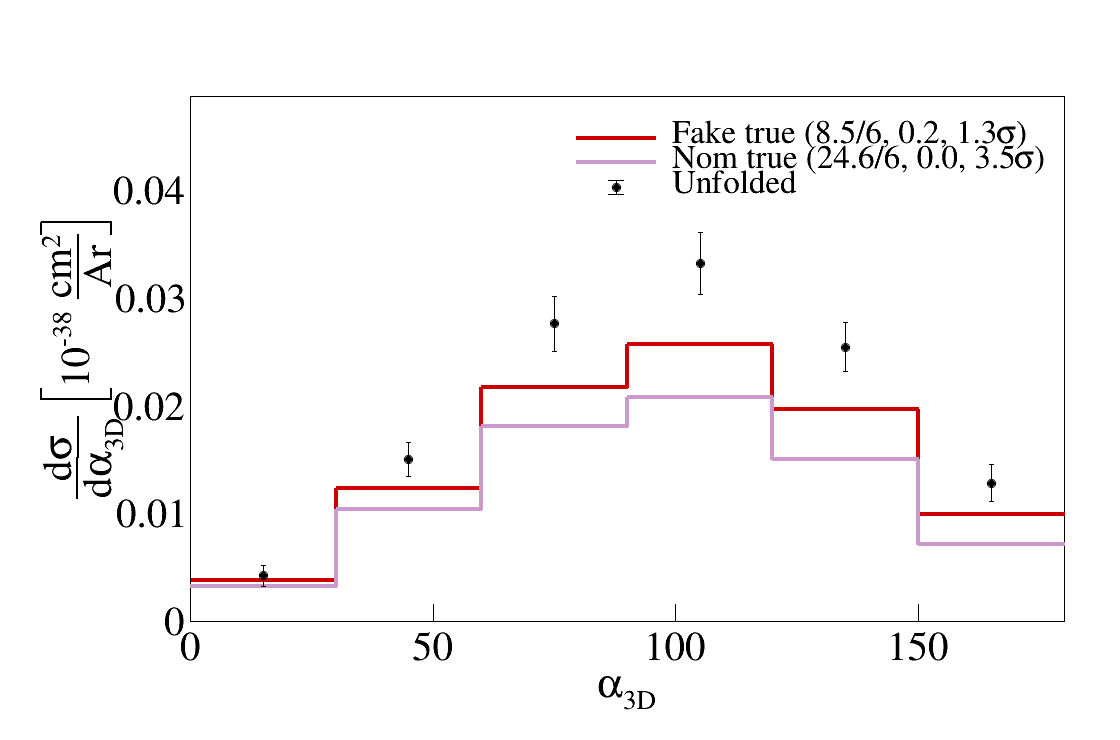 Fake true (8.5/6, 0.2, 1.3σ)
Nom true (24.6/6, 0.0, 3.5σ)
Unfolded
0.04
0.03
0.02
0.01
0
dσ/dα3D [10-38 cm2/Ar]
0 50 100 150
α3D